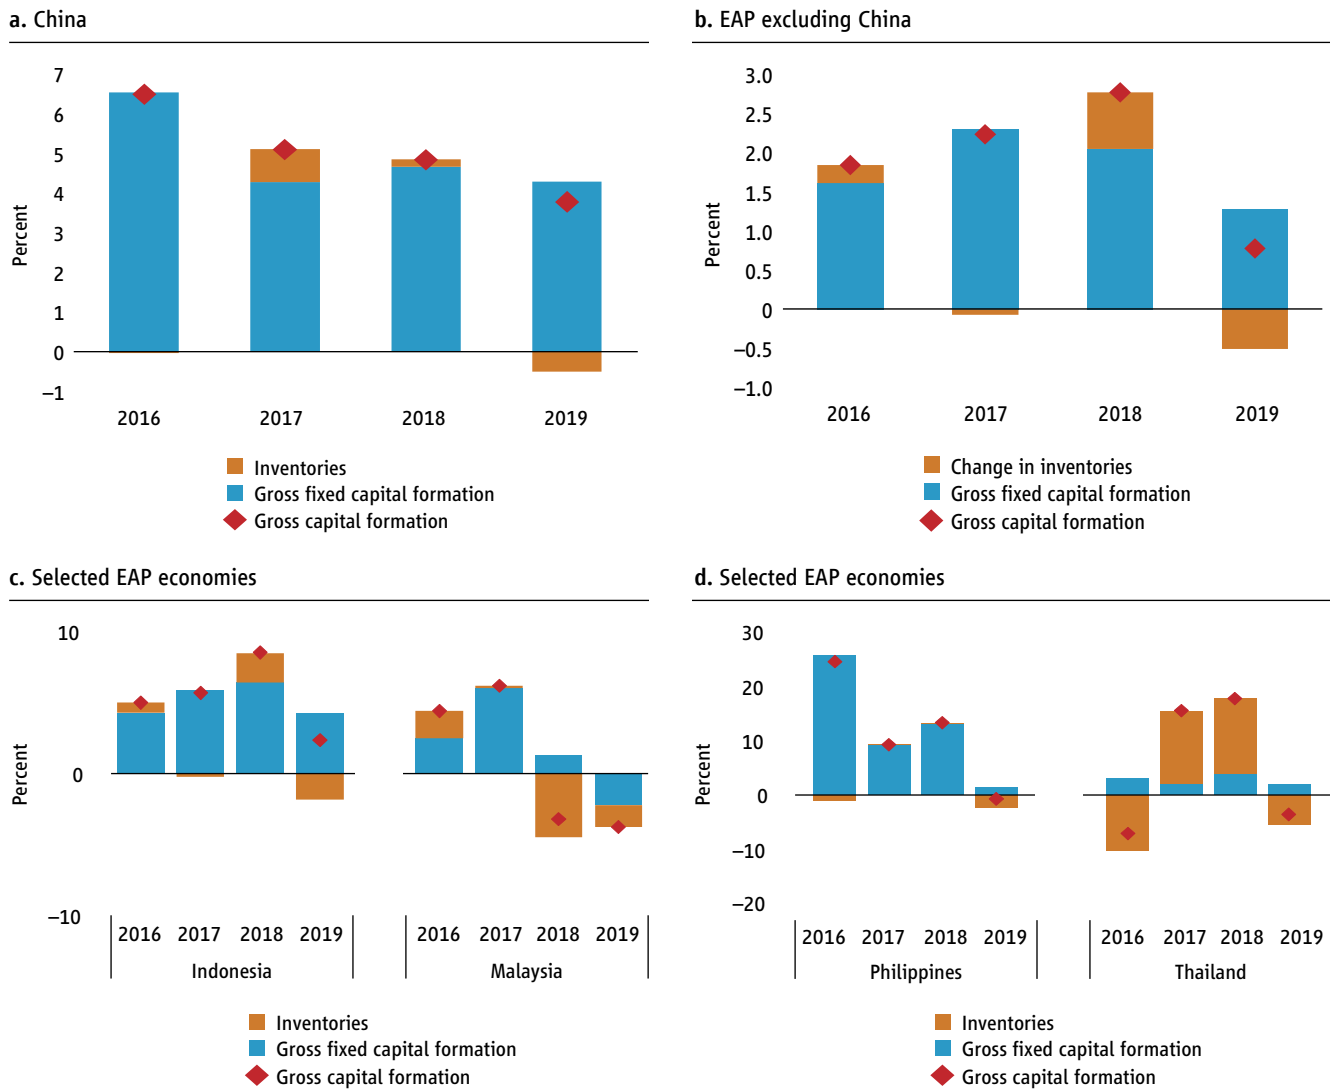 a. China
7
6
5
4
3
2
1
0
–1
Percent
2016 2017 2018 2019
Inventories
Gross fixed capital formation
Gross capital formation
b. EAP excluding China
3.0
2.5
2.0
1.5
1.0
0.5
0
–0.5
–1.0
Percent
2016 2017 2018 2019
Change in inventories
Gross fixed capital formation
Gross capital formation
c. Selected EAP economies
10
0
–10
Percent
2016 2017 2018 2019 2016 2017 2018 2019
Indonesia Malaysia
Inventories
Gross fixed capital formation
Gross capital formation
d. Selected EAP economies
30
20
10
0
–10
–20
Percent
2016 2017 2018 2019 2016 2017 2018 2019
Philippines Thailand
Inventories
Gross fixed capital formation
Gross capital formation